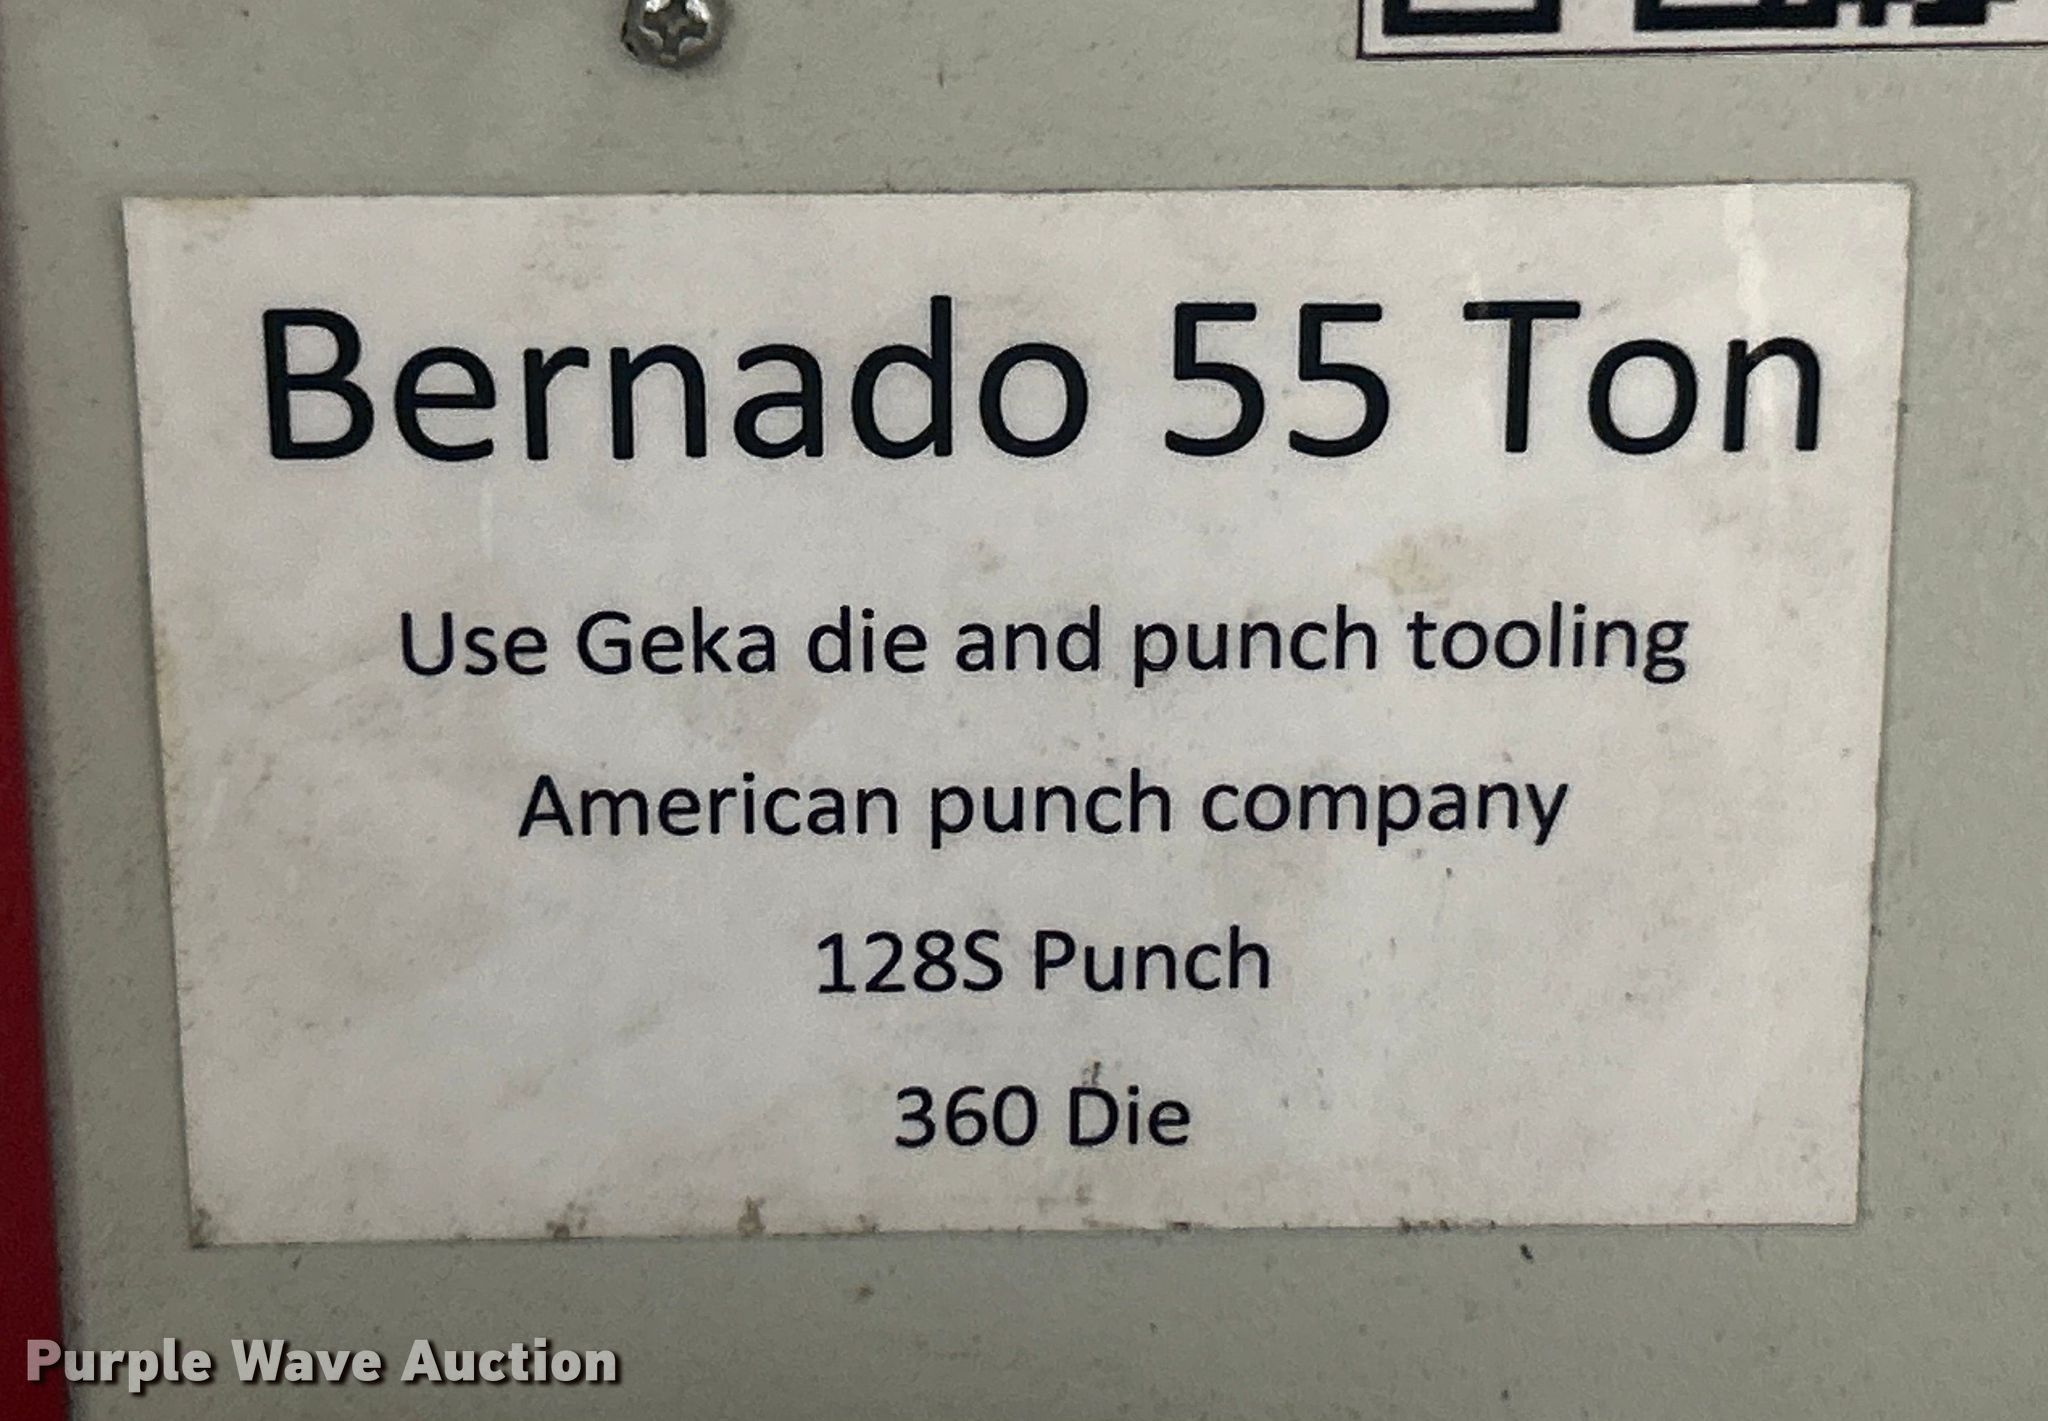 Bernado 55 Ton
Use Geka die and punch tooling
American punch company
128S Punch
360 Die
Purple Wave Auction